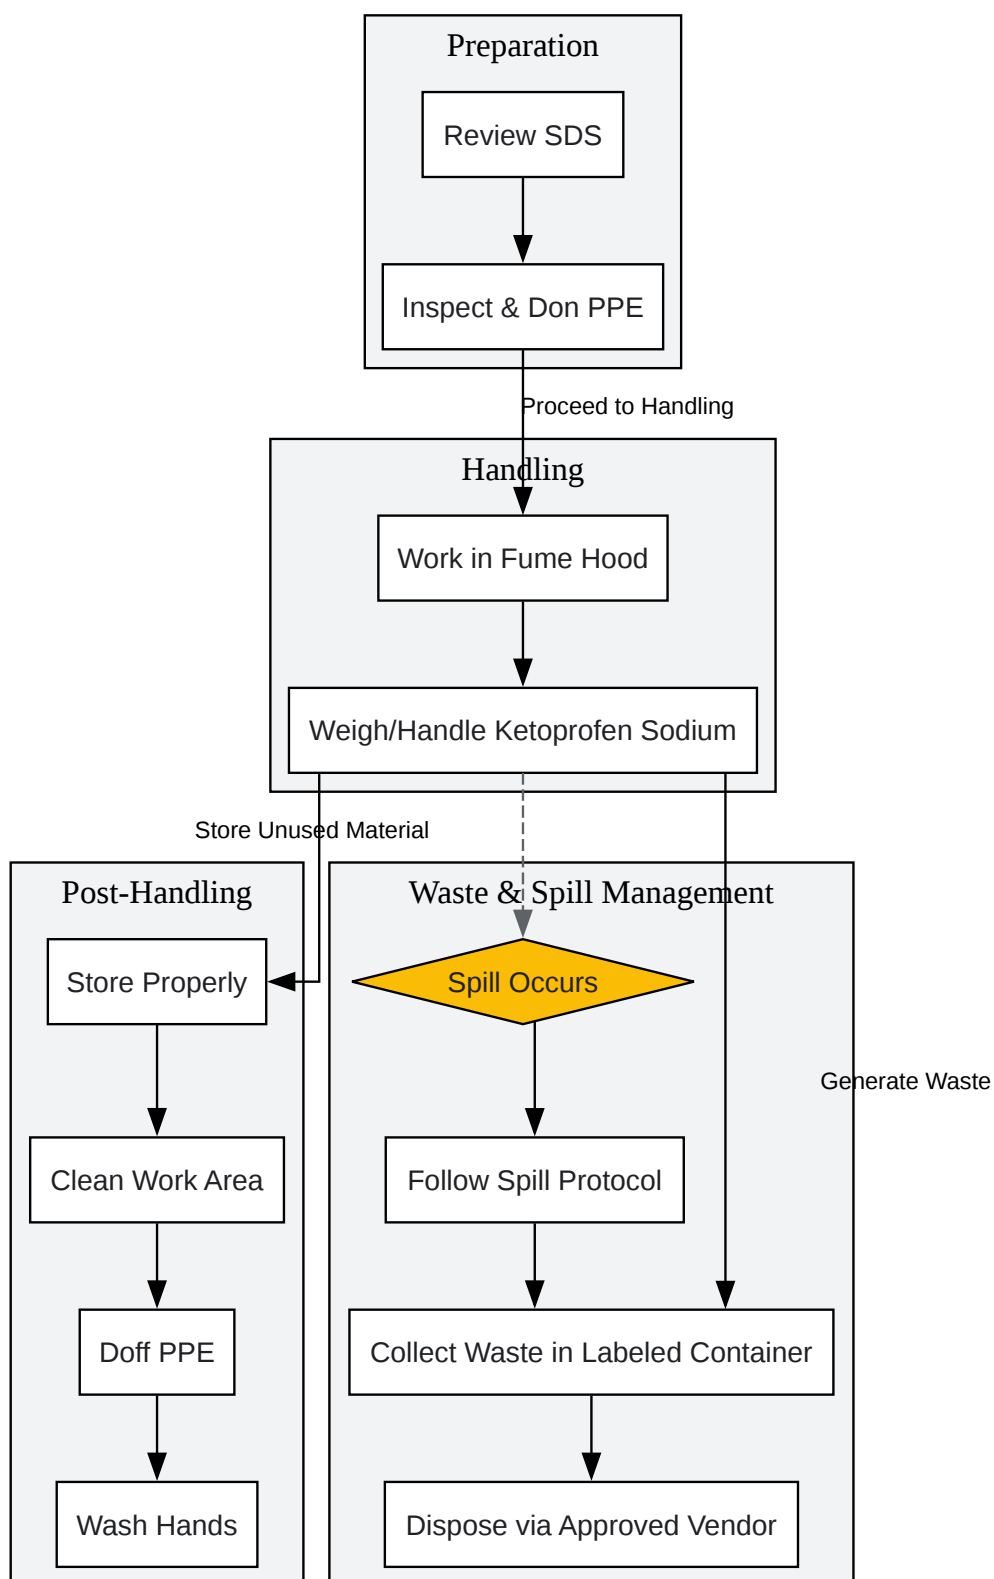 Preparation
Review SDS
Inspect & Don PPE
Proceed to Handling
Handling
Work in Fume Hood
Weigh/Handle Ketoprofen Sodium
Store Unused Material
Post-Handling
Store Properly
Clean Work Area
Doff PPE
Wash Hands
Waste & Spill Management
Spill Occurs
Generate Waste
Follow Spill Protocol
Collect Waste in Labeled Container
Dispose via Approved Vendor